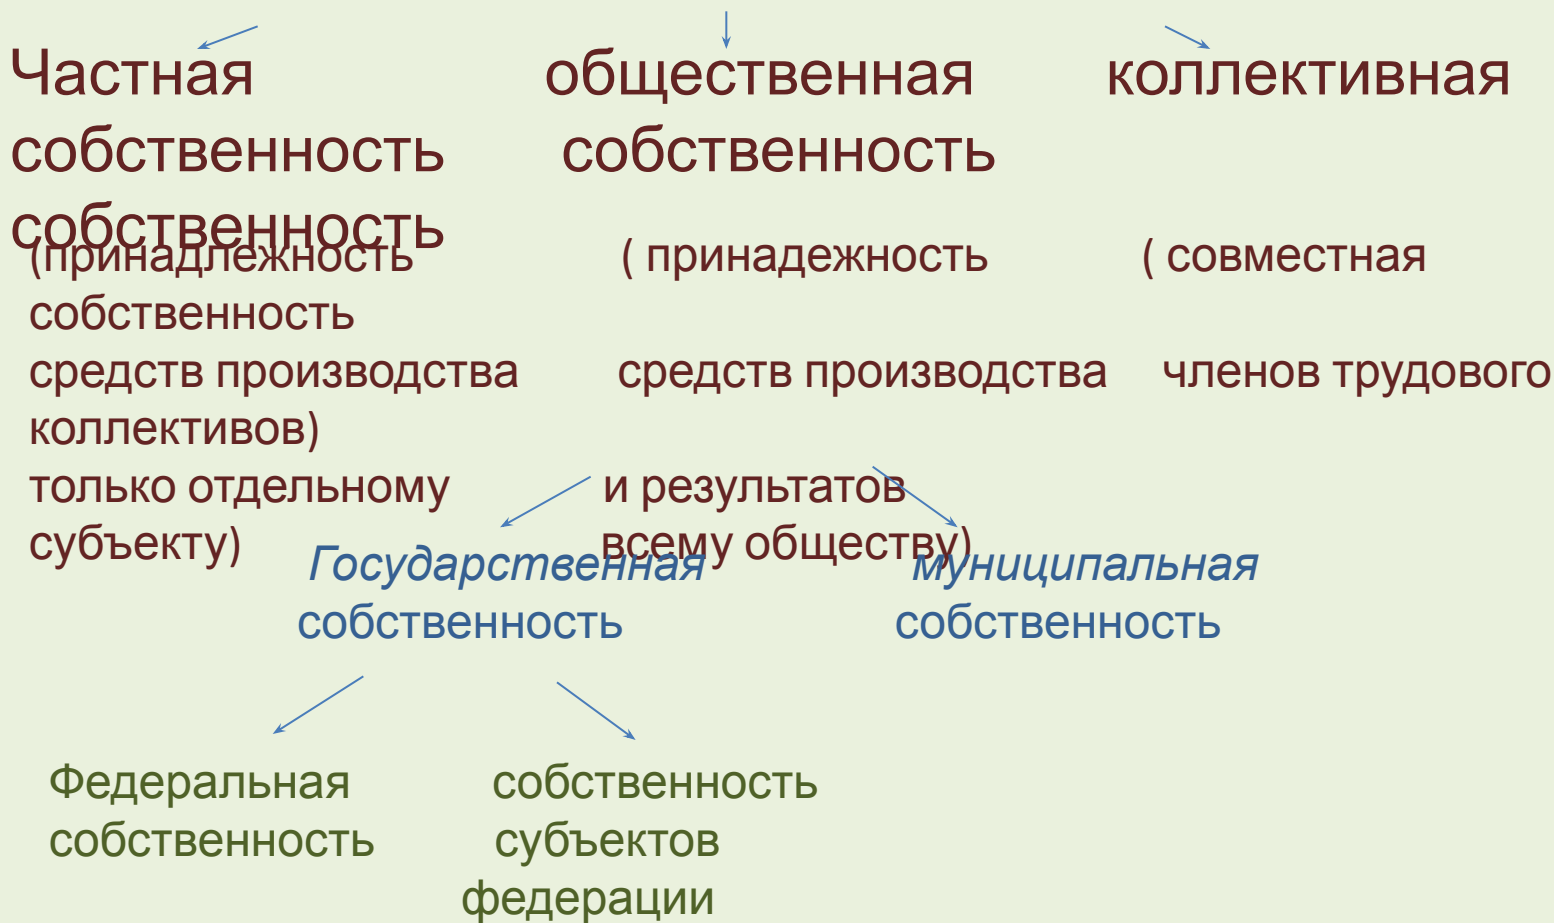 Частная общественная коллективная
собственность собственность
собственность
(принадлежность ( принадежность ( совместная
собственность
средств производства средств производства членов трудового
коллективов)
только отдельному и результатов
субъекту) всему обществу)
Государственная муниципальная
собственность собственность
Федеральная собственность
собственность субъектов
федерации